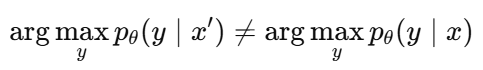 arg max_y p_θ(y | x′) ≠ arg max_y p_θ(y | x)